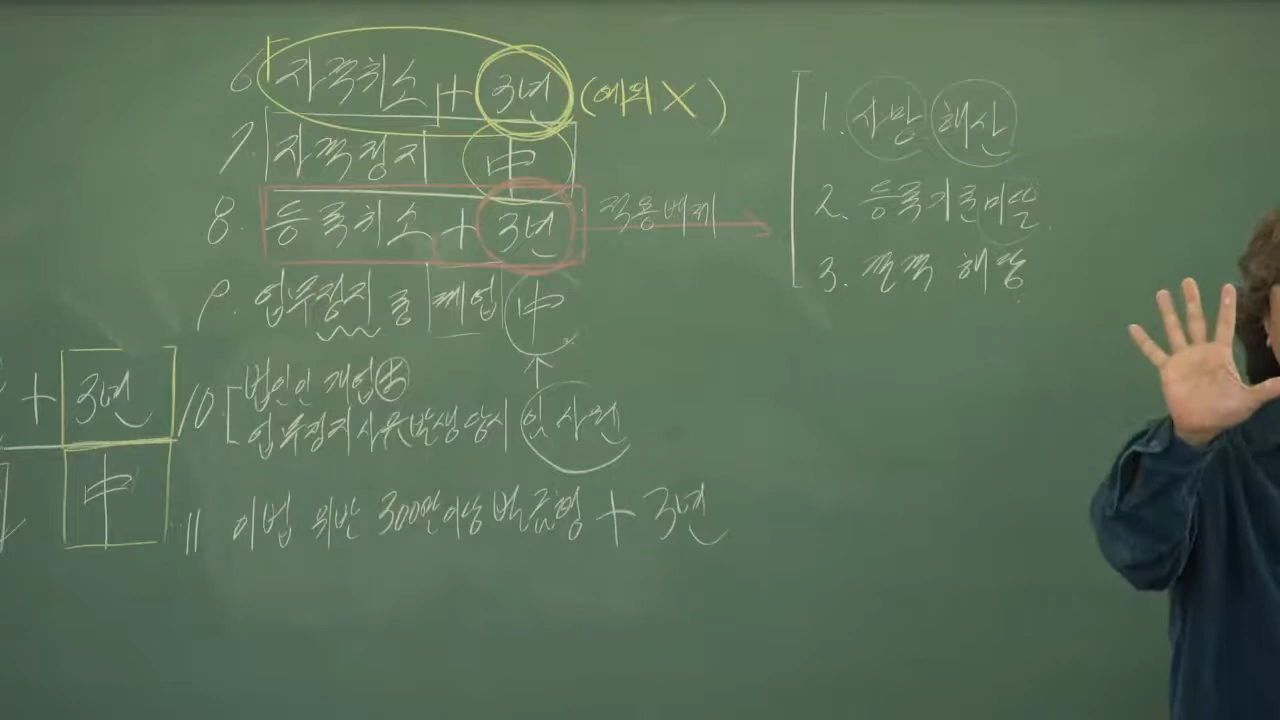 6. 자격취소 + 3년 (예외 X)
7. 자격정지 中
8. 등록취소 + 3년 적용배제
9. 업무정지 후 폐업 中
+ 3년
中
10. 법인인 개업공
업무정지사유 발생 당시 임·사원
11 이법 위반 300만이상 벌금형 + 3년
1. 사망, 해산
2. 등록기준미달
3. 결격 해당